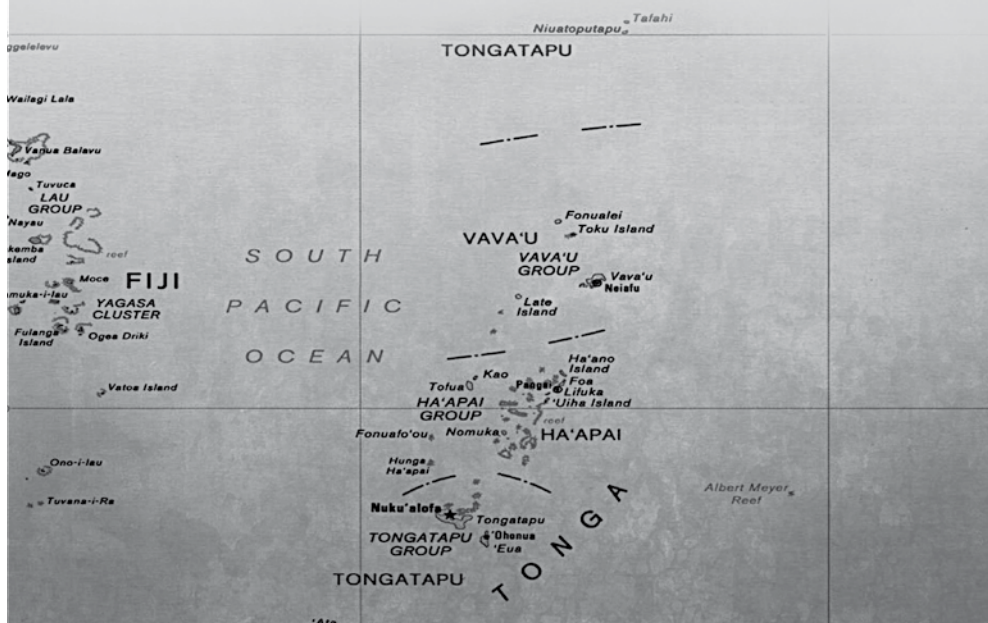 Tafahi
Niuatoputapu
TONGATAPU
ggelelevu
Wailagi Lala
Vanua Balavu
Tuvuca
LAU
GROUP
Nayau
reef
Moce
FIJI
YAGASA
CLUSTER
Fulanga
Island
Ogea Driki
Vatoa Island
Ono-i-lau
Tuvana-i-Ra
SOUTH
PACIFIC
OCEAN
Fonualei
Toku Island
VAVA'U
VAVA'U
GROUP
Vava'u
Neiafu
Late
Island
Ha'ano
Island
Kao
Pangai
Foa
Tofua
Lifuka
'Uiha Island
HA'APAI
GROUP
reef
Fonuafo'ou
Nomuka
HA'APAI
Hunga
Ha'apai
Albert Meyer
Reef
Nuku'alofa
Tongatapu
TONGATAPU
GROUP
'Ohonua
'Eua
TONGATAPU
TONGA
'Ata